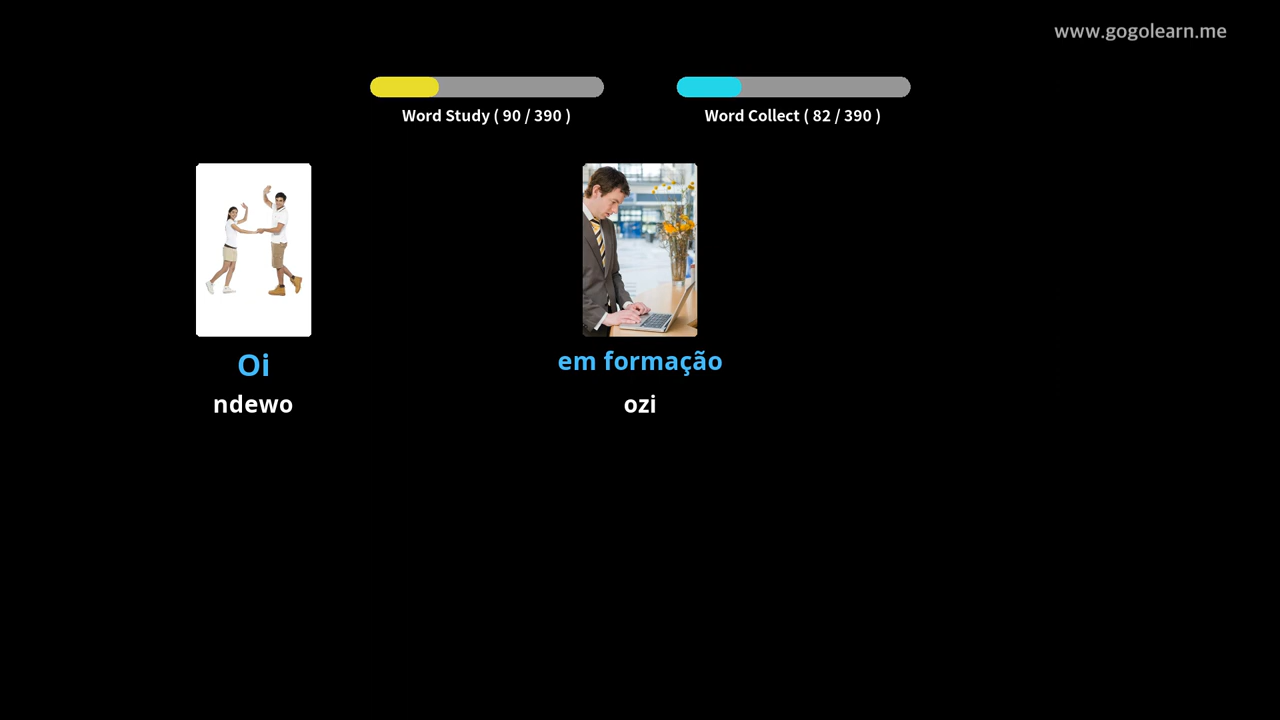 www.gogolearn.me
Word Study ( 90 / 390 )
Word Collect ( 82 / 390 )
Oi
em formação
ndewo
ozi